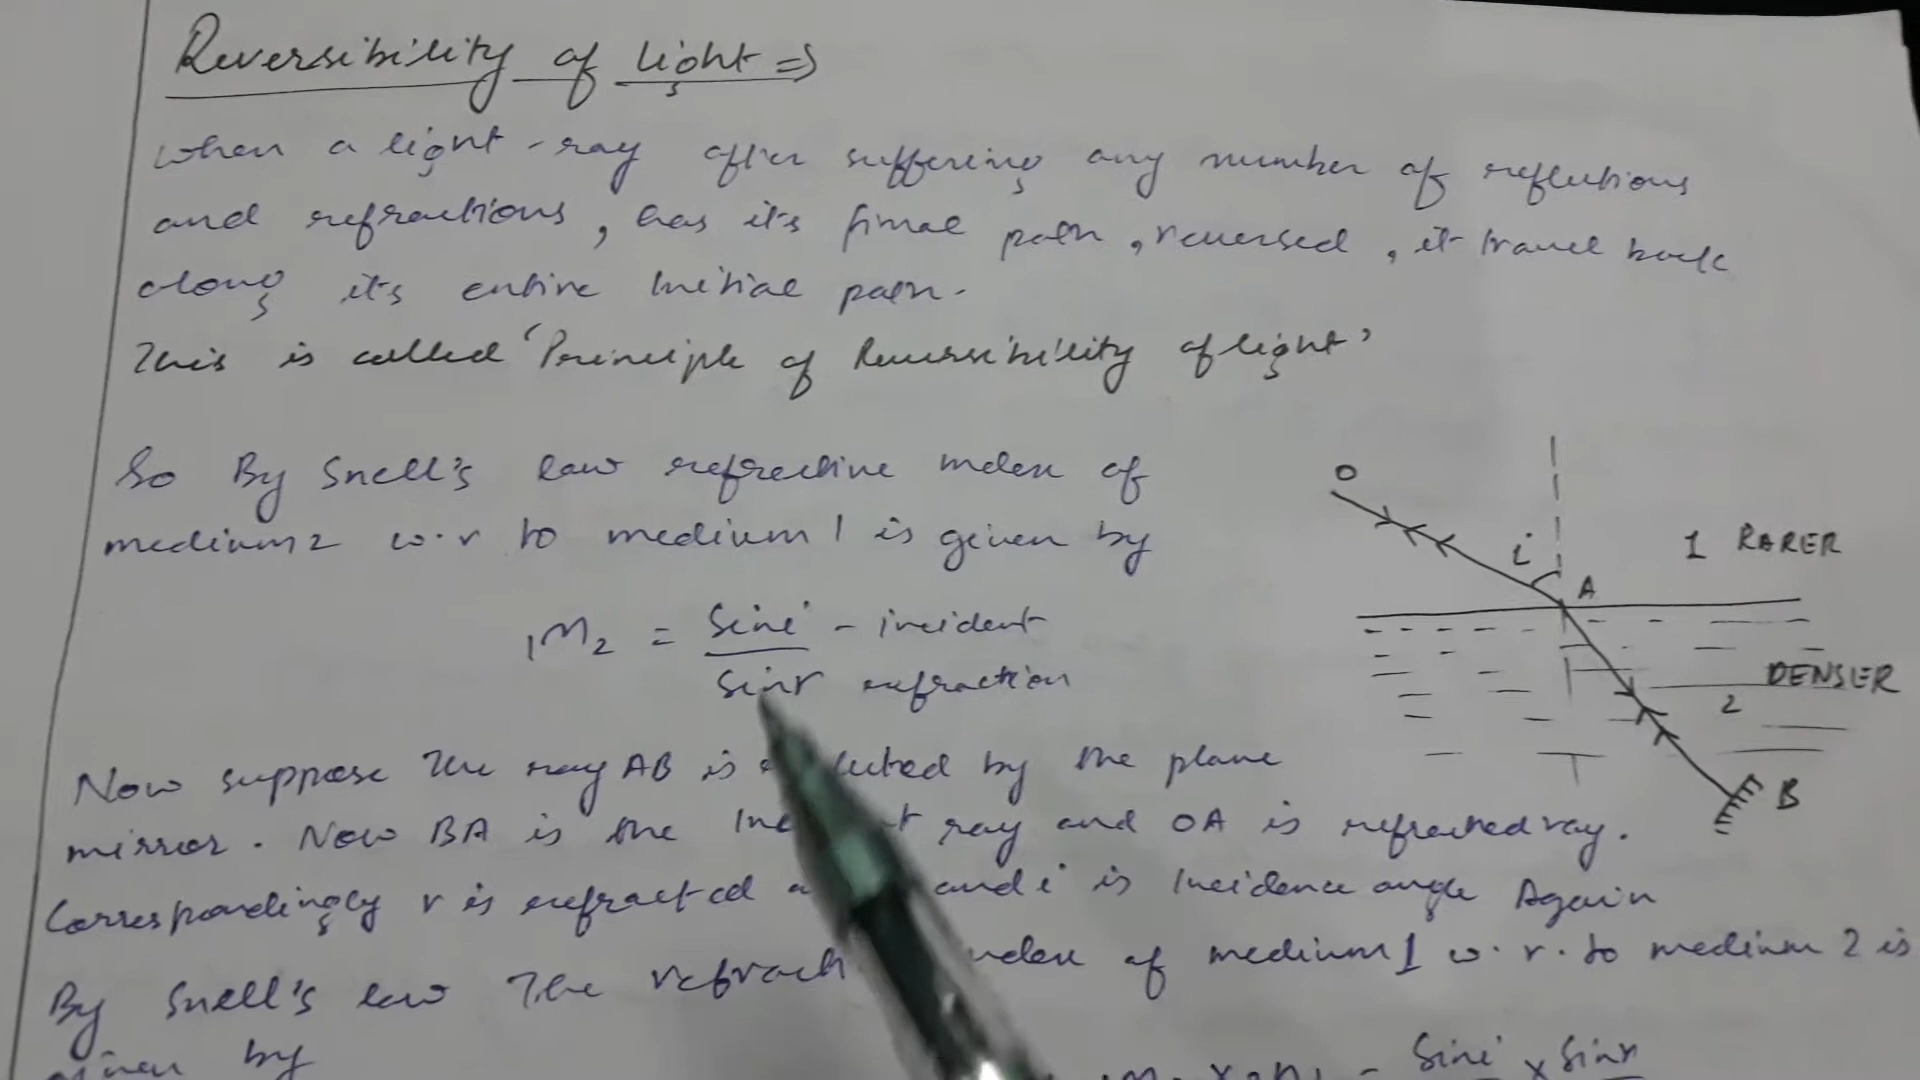 Reversibility of light ⇒
When a light-ray after suffering any number of reflections
and refractions, has it's final path, reversed, it travel back
along it's entire initial path.
This is called 'Principle of Reversibility of light'
So By Snell's law refrective index of
medium 2 w.r to medium 1 is given by
₁m₂ = sin i / sin r
- incident
refraction
O
i
A
1 RARER
DENSER
2
B
Now suppose the ray AB is by the plane
mirror. Now BA is the ray and OA is refracted ray.
Correspondingly r is refracted and i is Incidence angle Again
By Snell's law The of medium 1 w.r. to medium 2 is
given by
sin i × sin r